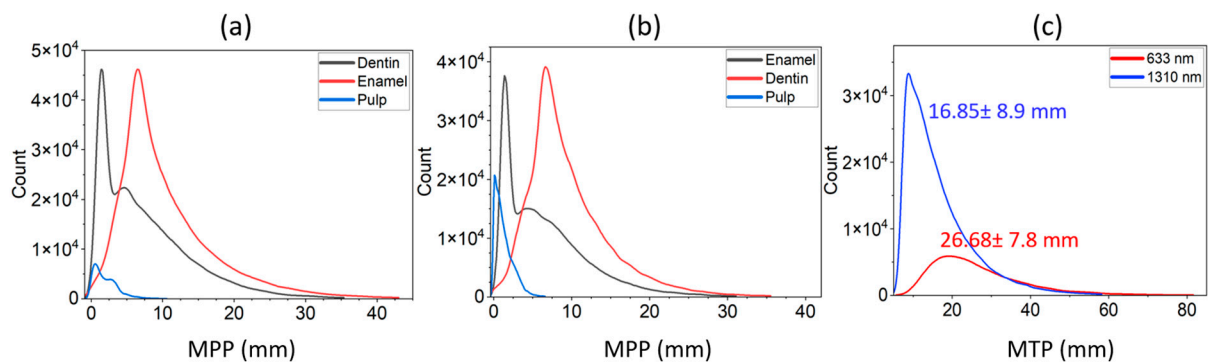 (a)
5×10⁴
4×10⁴
3×10⁴
2×10⁴
1×10⁴
0
Count
Dentin
Enamel
Pulp
0 10 20 30 40
MPP (mm)
(b)
4×10⁴
3×10⁴
2×10⁴
1×10⁴
0
Count
Enamel
Dentin
Pulp
0 10 20 30 40
MPP (mm)
(c)
3×10⁴
2×10⁴
1×10⁴
0
Count
633 nm
1310 nm
16.85± 8.9 mm
26.68± 7.8 mm
20 40 60 80
MTP (mm)